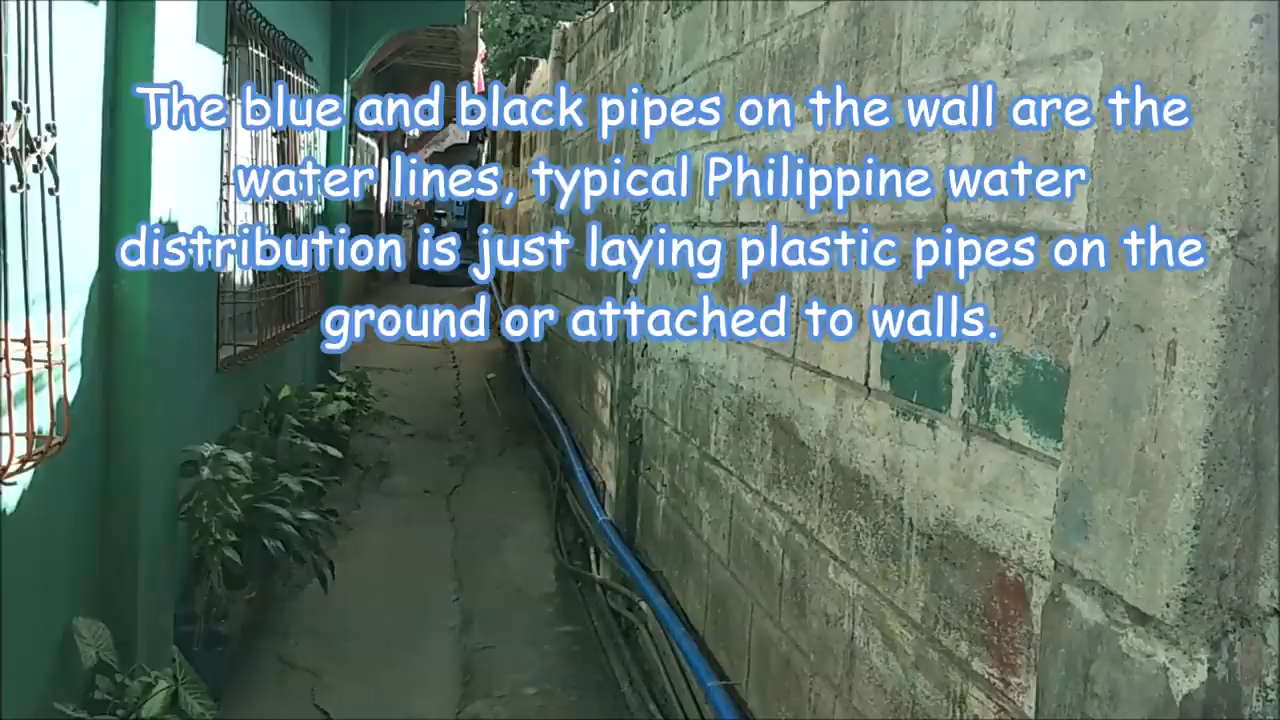 The blue and black pipes on the wall are the
water lines, typical Philippine water
distribution is just laying plastic pipes on the
ground or attached to walls.